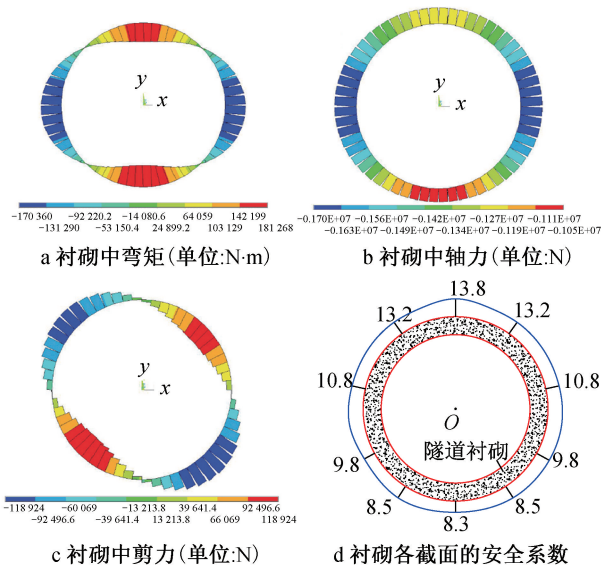 y
x
−170 360 −92 220.2 −14 080.6 64 059 142 199
−131 290 −53 150.4 24 899.2 103 129 181 268
a 衬砌中弯矩(单位:N·m)
y
x
−0.170E+07 −0.156E+07 −0.142E+07 −0.127E+07 −0.111E+07
−0.163E+07 −0.149E+07 −0.134E+07 −0.119E+07 −0.105E+07
b 衬砌中轴力(单位:N)
y
x
−118 924 −60 069 −13 213.8 39 641.4 92 496.6
−92 496.6 −39 641.4 13 213.8 66 069 118 924
c 衬砌中剪力(单位:N)
13.8
13.2 13.2
10.8 10.8
O
隧道衬砌
9.8 9.8
8.5 8.5
8.3
d 衬砌各截面的安全系数